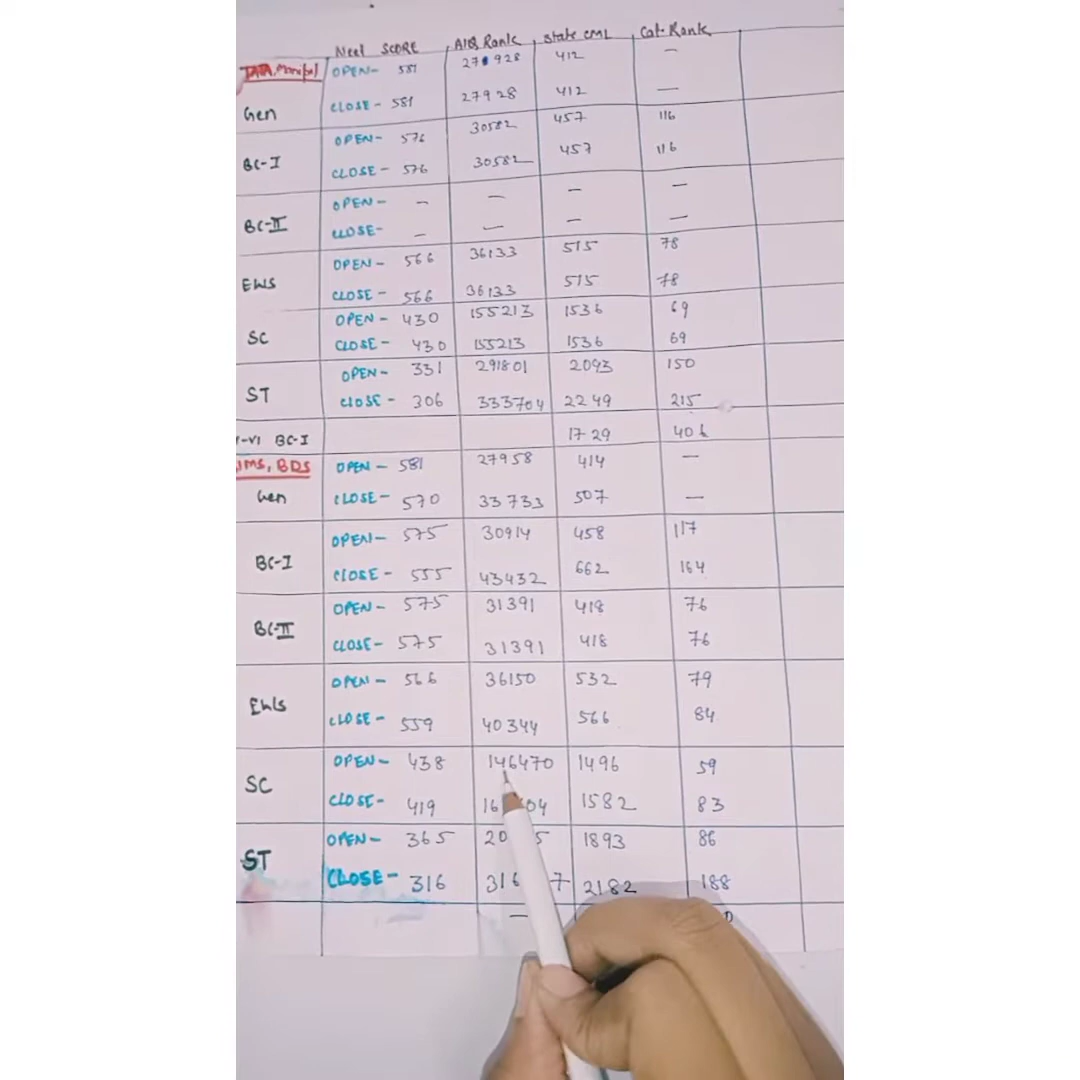 Neet SCORE AIQ Rank State CML Cat. Rank
TATA, Manipal OPEN- 581 27928 412 —
Gen CLOSE- 581 27928 412 —
OPEN- 576 30582 457 116
BC-I CLOSE- 576 30582 457 116
OPEN- — — — —
BC-II CLOSE- — — — —
OPEN- 566 36133 515 78
EWS CLOSE- 566 36133 515 78
OPEN- 430 155213 1536 69
SC CLOSE- 430 155213 1536 69
OPEN- 331 291801 2093 150
ST CLOSE- 306 333704 2249 215
BC-I 1729
IMS, BDS OPEN- 581 27958 414 —
Gen CLOSE- 570 33733 507 —
OPEN- 575 30914 458 117
BC-I CLOSE- 555 43432 662 164
OPEN- 575 31391 418 76
BC-II CLOSE- 575 31391 418 76
OPEN- 566 36150 532 79
EWS CLOSE- 559 40344 566 84
OPEN- 438 146470 1496 59
SC CLOSE- 419 1582 83
OPEN- 365 1893 86
ST CLOSE- 316 2182 188
—